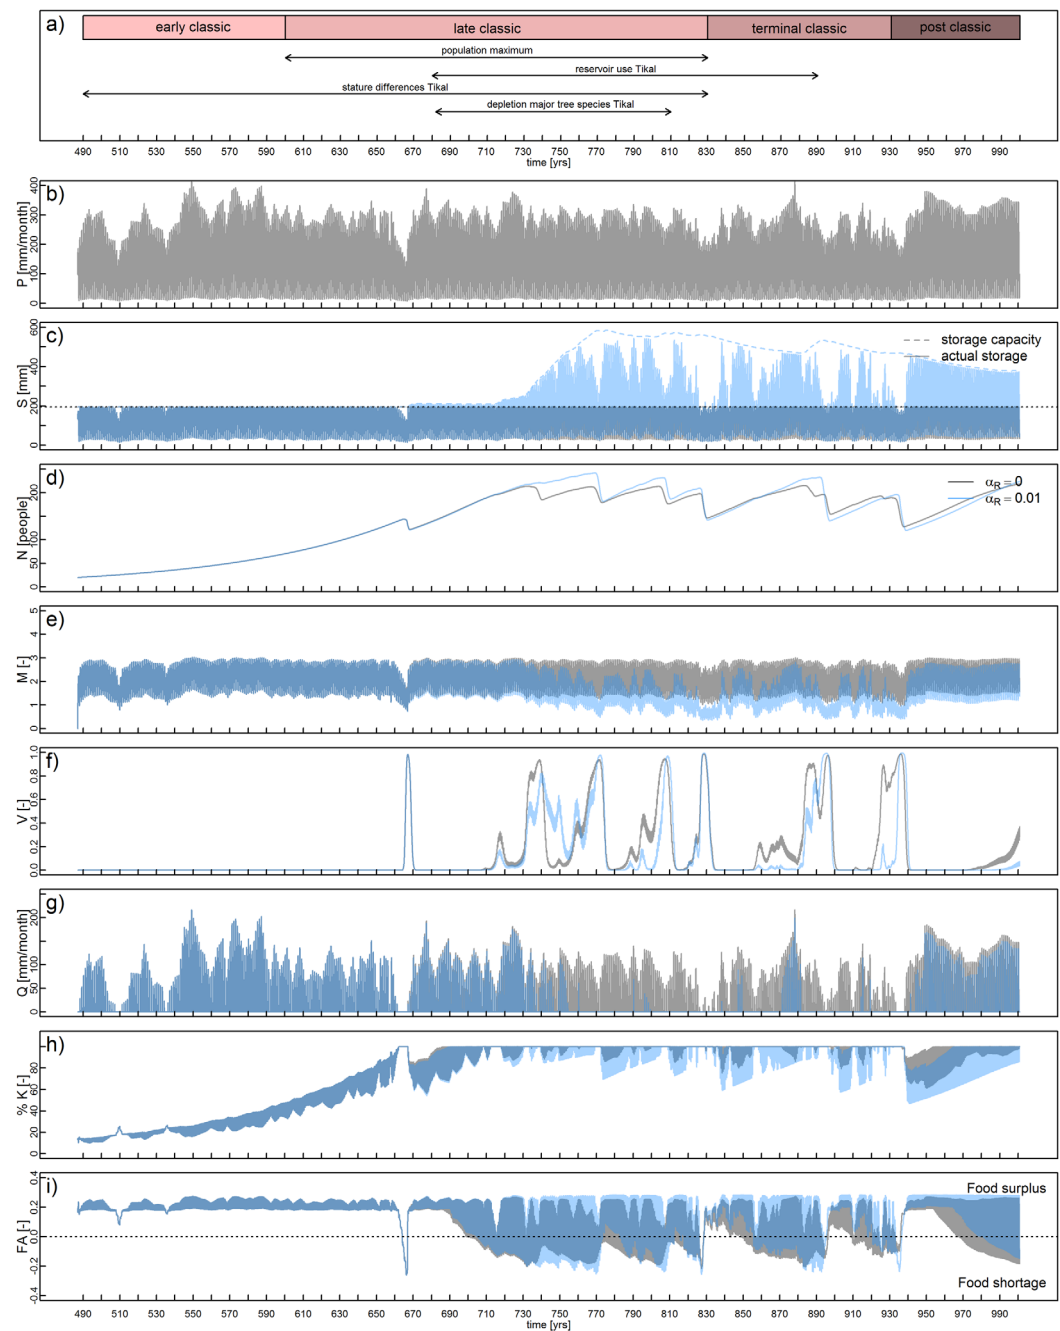 a)
early classic late classic terminal classic post classic
population maximum
reservoir use Tikal
stature differences Tikal
depletion major tree species Tikal
490 510 530 550 570 590 610 630 650 670 690 710 730 750 770 790 810 830 850 870 890 910 930 950 970 990
time [yrs]
b)
P [mm/month]
0 100 200 300 400
c)
S [mm]
0 200 400 600
storage capacity
actual storage
d)
N [people]
0 50 100 200
αR = 0
αR = 0.01
e)
M [-]
0 1 2 3 4 5
f)
V [-]
0.0 0.2 0.4 0.6 0.8 1.0
g)
Q [mm/month]
0 50 100 200
h)
% K [-]
0 20 40 60 80
i)
FA [-]
-0.4 -0.2 0.0 0.2 0.4
Food surplus
Food shortage
490 510 530 550 570 590 610 630 650 670 690 710 730 750 770 790 810 830 850 870 890 910 930 950 970 990
time [yrs]